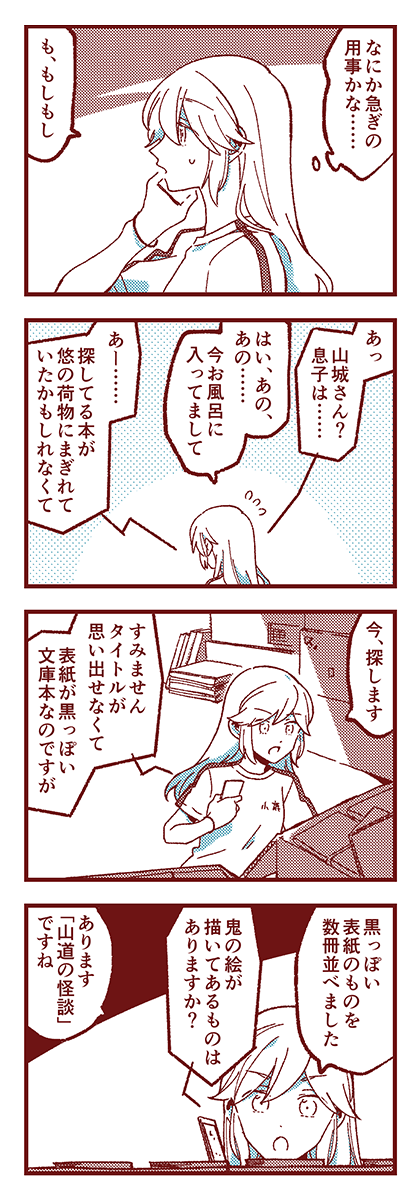 なにか急ぎの
用事かな……
も、もしもし
あっ
山城さん？
息子は……
はい、あの、
あの……
今お風呂に
入ってまして
あー……
探してる本が
悠の荷物にまぎれて
いたかもしれなくて
今、探します
すみません
タイトルが
思い出せなくて
表紙が黒っぽい
文庫本なのですが
黒っぽい
表紙のものを
数冊並べました
鬼の絵が
描いてあるものは
ありますか？
あります
「山道の怪談」
ですね